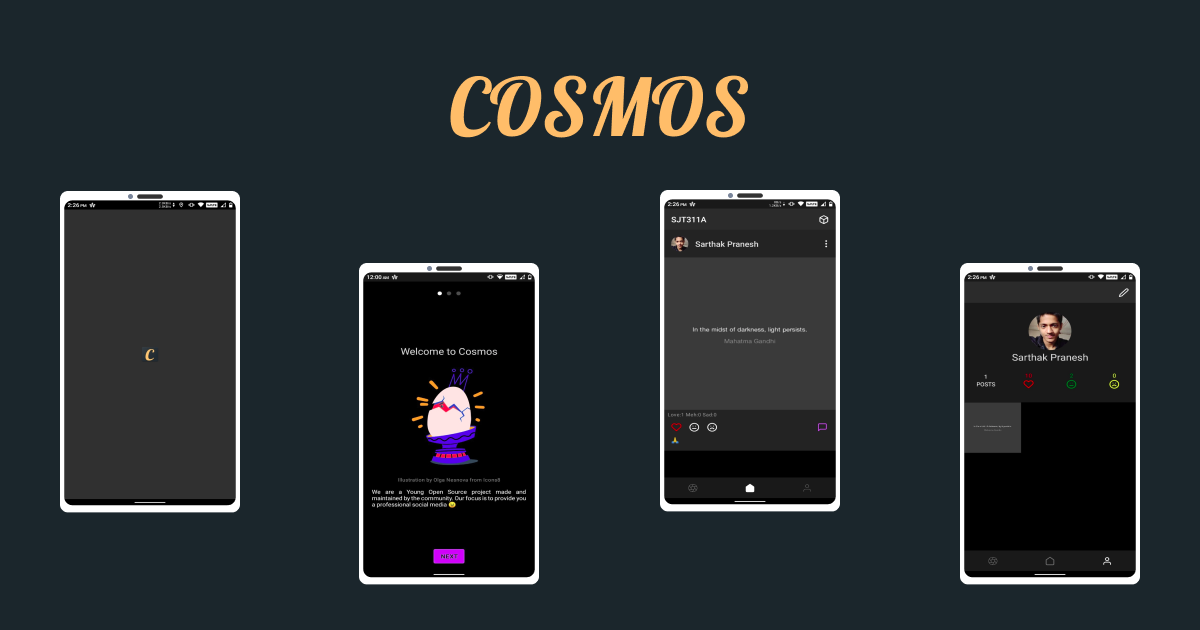 COSMOS
2:26 PM
C
12:00 AM
Welcome to Cosmos
Illustration by Olga Neanova from Icons8
We are a Young Open Source project made and
maintained by the community. Our focus is to provide you
a professional social media 😉
NEXT
2:26 PM
SJT311A
Sarthak Pranesh
In the midst of darkness, light persists.
Mahatma Gandhi
Love:1 Meh:0 Sad:0
🙏
2:26 PM
Sarthak Pranesh
1
POSTS
2
0